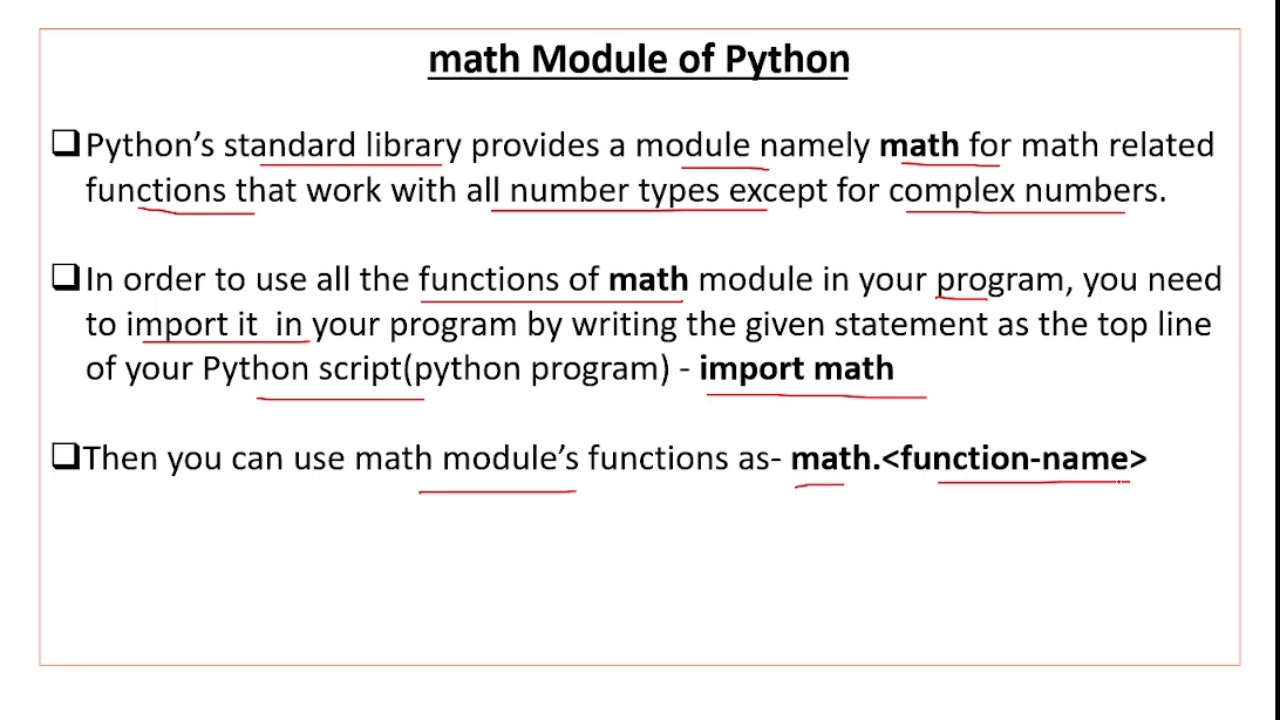 math Module of Python
❑Python's standard library provides a module namely math for math related
functions that work with all number types except for complex numbers.
❑In order to use all the functions of math module in your program, you need
to import it in your program by writing the given statement as the top line
of your Python script(python program) - import math
❑Then you can use math module's functions as- math.<function-name>